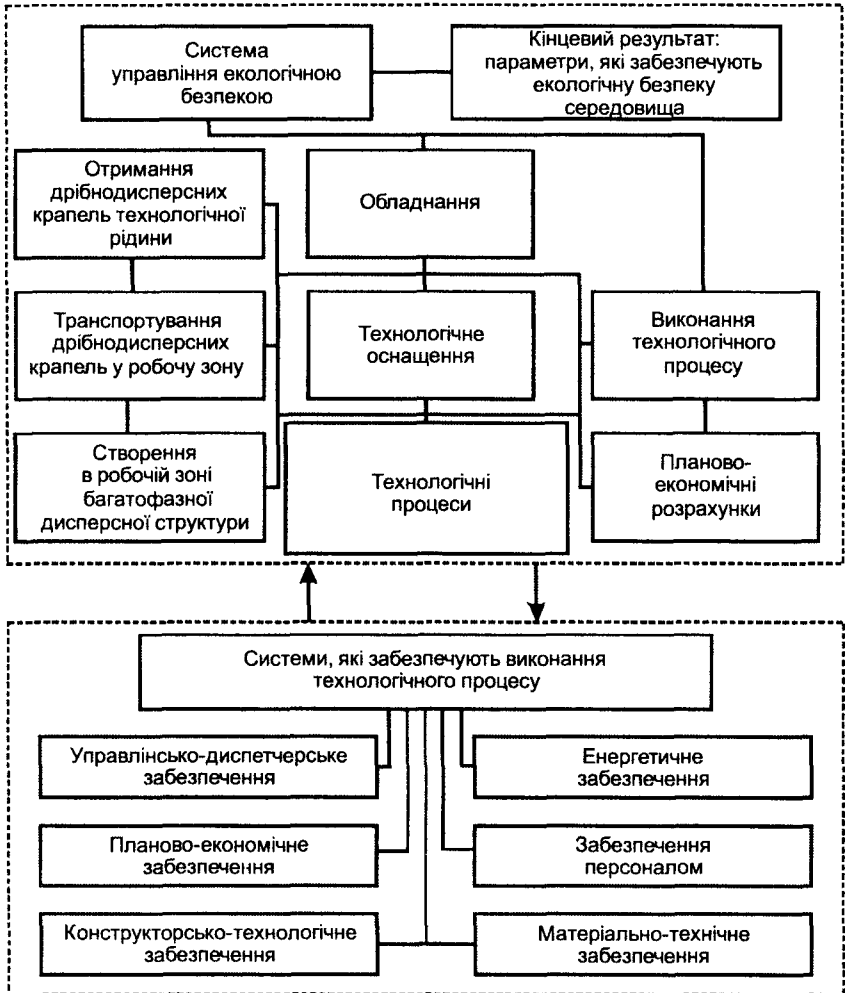 Система
управління екологічною
безпекою
Кінцевий результат:
параметри, які забезпечують
екологічну безпеку
середовища
Отримання
дрібнодисперсних
крапель технологічної
рідини
Обладнання
Транспортування
дрібнодисперсних
крапель у робочу зону
Технологічне
оснащення
Виконання
технологічного
процесу
Створення
в робочій зоні
багатофазної
дисперсної структури
Технологічні
процеси
Планово-
економічні
розрахунки
Системи, які забезпечують виконання
технологічного процесу
Управлінсько-диспетчерське
забезпечення
Енергетичне
забезпечення
Планово-економічне
забезпечення
Забезпечення
персоналом
Конструкторсько-технологічне
забезпечення
Матеріально-технічне
забезпечення